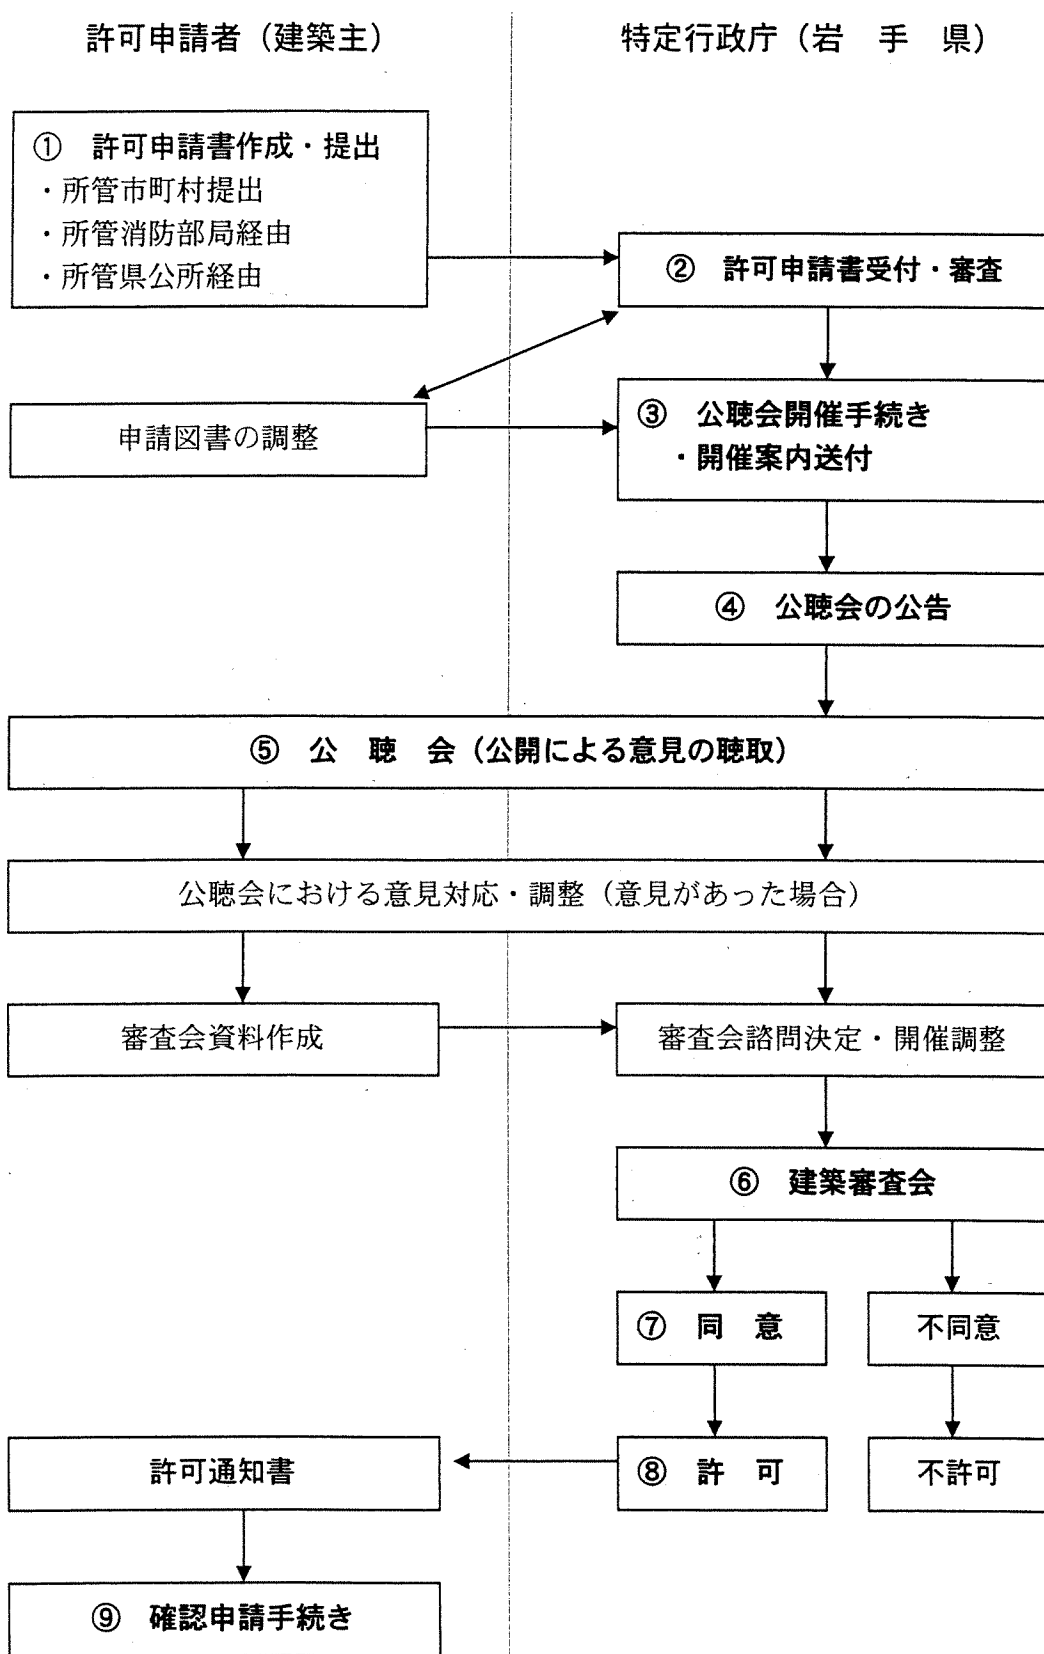 許可申請者（建築主）
特定行政庁（岩　手　県）
①　許可申請書作成・提出
・所管市町村提出
・所管消防部局経由
・所管県公所経由
②　許可申請書受付・審査
申請図書の調整
③　公聴会開催手続き
・開催案内送付
④　公聴会の公告
⑤　公　聴　会（公開による意見の聴取）
公聴会における意見対応・調整（意見があった場合）
審査会資料作成
審査会諮問決定・開催調整
⑥　建築審査会
⑦　同　意
不同意
許可通知書
⑧　許　可
不許可
⑨　確認申請手続き